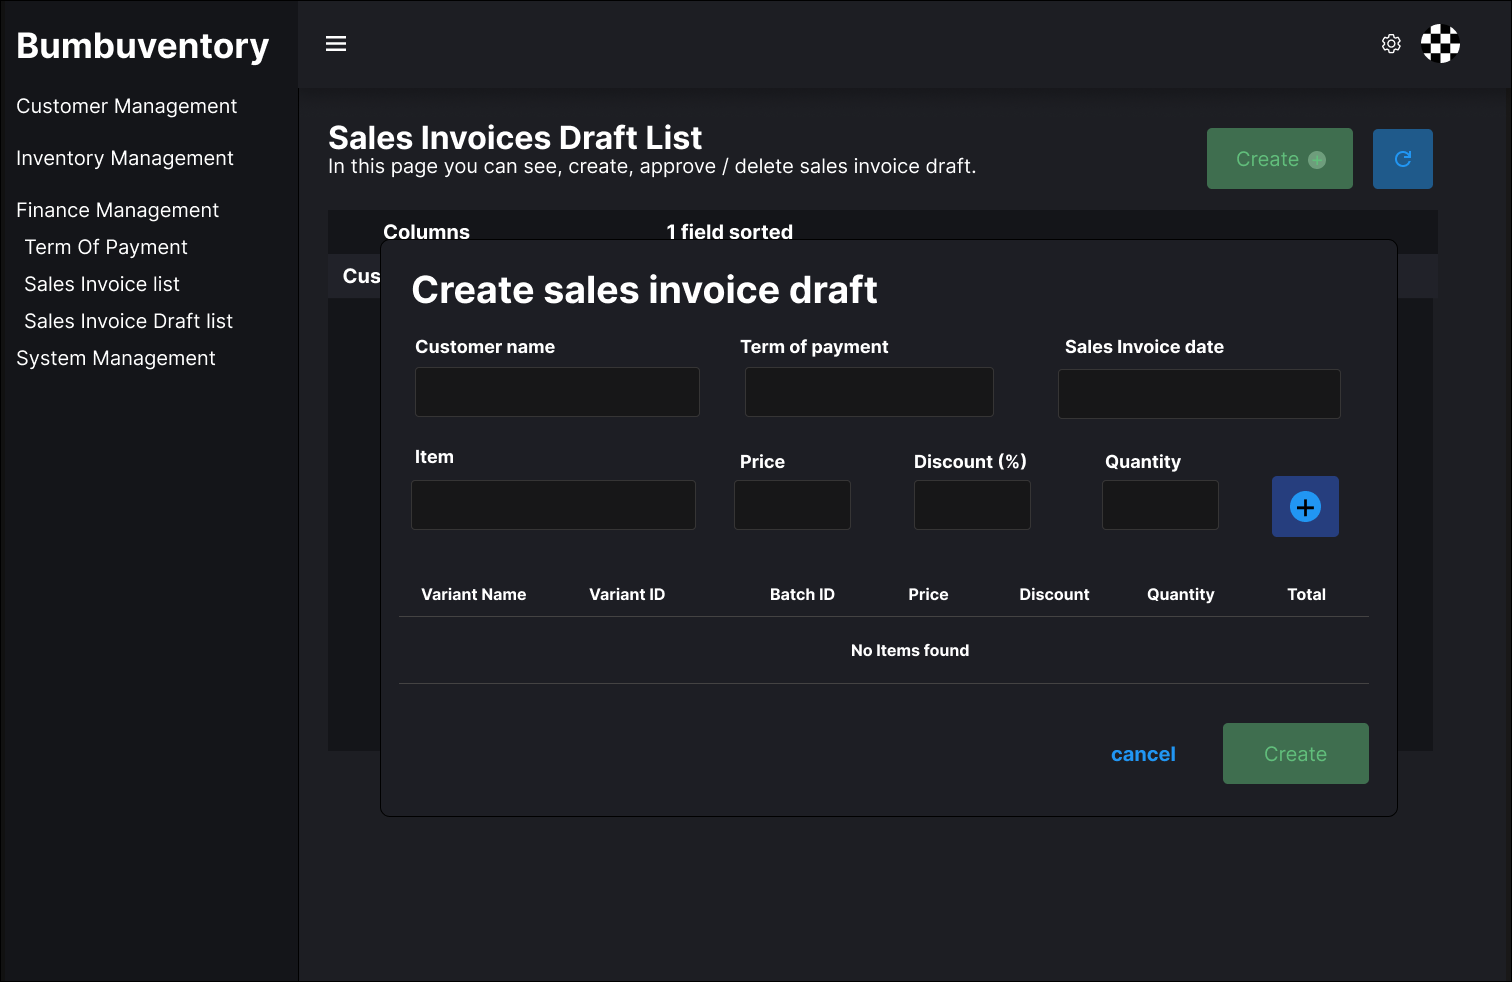 Bumbuventory
Customer Management
Inventory Management
Finance Management
Term Of Payment
Sales Invoice list
Sales Invoice Draft list
System Management
Sales Invoices Draft List
In this page you can see, create, approve / delete sales invoice draft.
Create
Columns 1 field sorted
Cus
Create sales invoice draft
Customer name Term of payment Sales Invoice date
Item Price Discount (%) Quantity
Variant Name Variant ID Batch ID Price Discount Quantity Total
No Items found
cancel Create